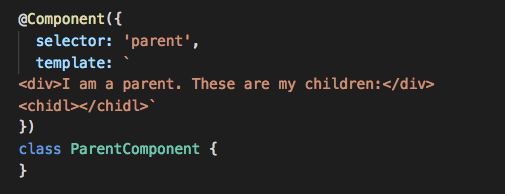 @Component({
  selector: 'parent',
  template: `
<div>I am a parent. These are my children:</div>
<chidl></chidl>`
})
class ParentComponent {
}